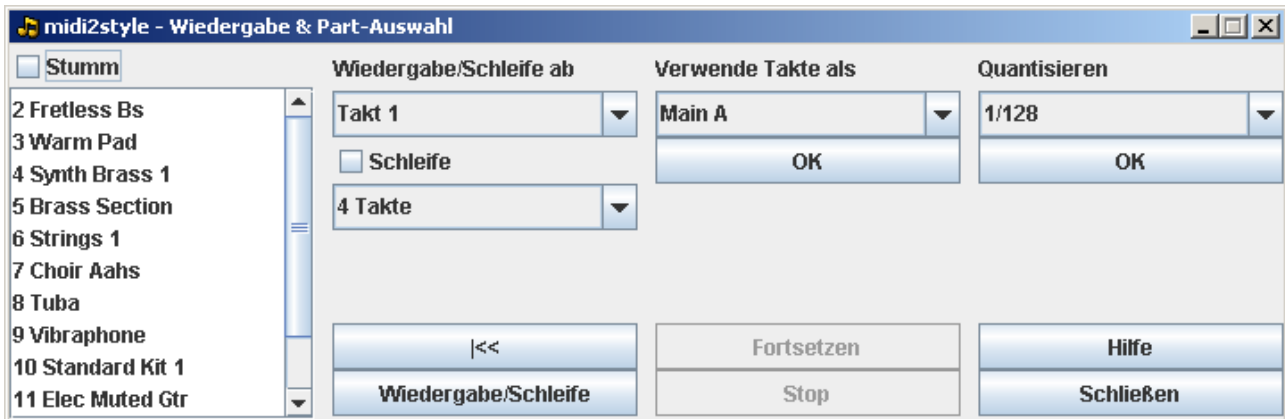 midi2style - Wiedergabe & Part-Auswahl
Stumm
2 Fretless Bs
3 Warm Pad
4 Synth Brass 1
5 Brass Section
6 Strings 1
7 Choir Aahs
8 Tuba
9 Vibraphone
10 Standard Kit 1
11 Elec Muted Gtr
Wiedergabe/Schleife ab
Takt 1
Schleife
4 Takte
|<<
Wiedergabe/Schleife
Verwende Takte als
Main A
OK
Fortsetzen
Stop
Quantisieren
1/128
OK
Hilfe
Schließen